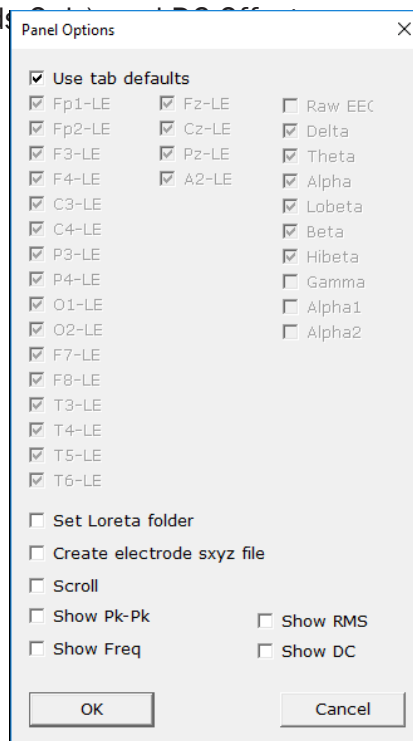 Panel Options
Use tab defaults
Fp1-LE Fz-LE Raw EEG
Fp2-LE Cz-LE Delta
F3-LE Pz-LE Theta
F4-LE A2-LE Alpha
C3-LE Lobeta
C4-LE Beta
P3-LE Hibeta
P4-LE Gamma
O1-LE Alpha1
O2-LE Alpha2
F7-LE
F8-LE
T3-LE
T4-LE
T5-LE
T6-LE
Set Loreta folder
Create electrode sxyz file
Scroll
Show Pk-Pk Show RMS
Show Freq Show DC
OK Cancel